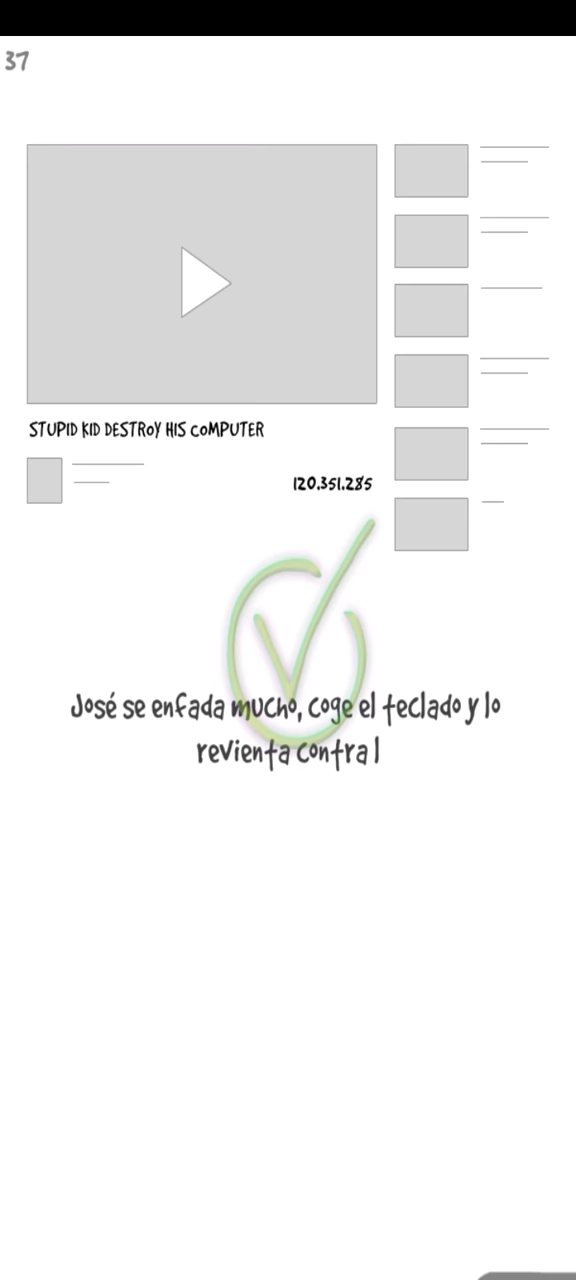 37
STUPID KID DESTROY HIS COMPUTER
120.351.285
José se enfada mucho, coge el teclado y lo
revienta contra l